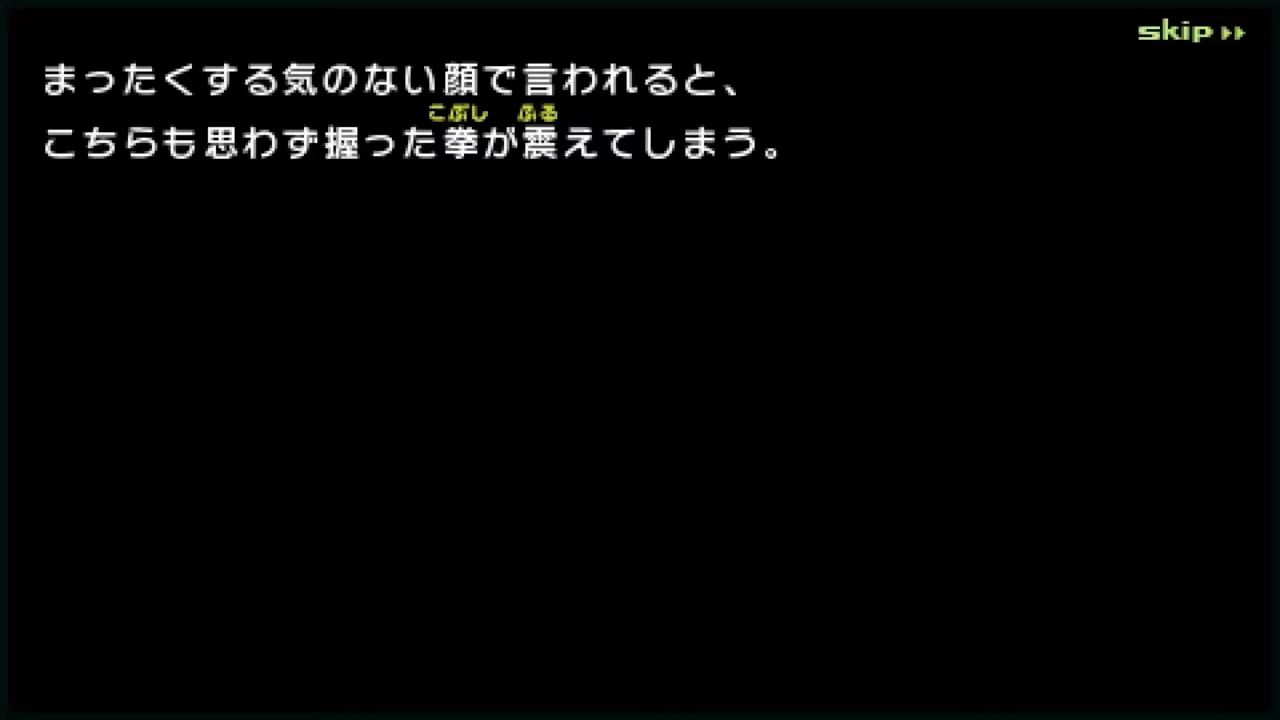 skip
まったくする気のない顔で言われると、
こぶし ふる
こちらも思わず握った拳が震えてしまう。